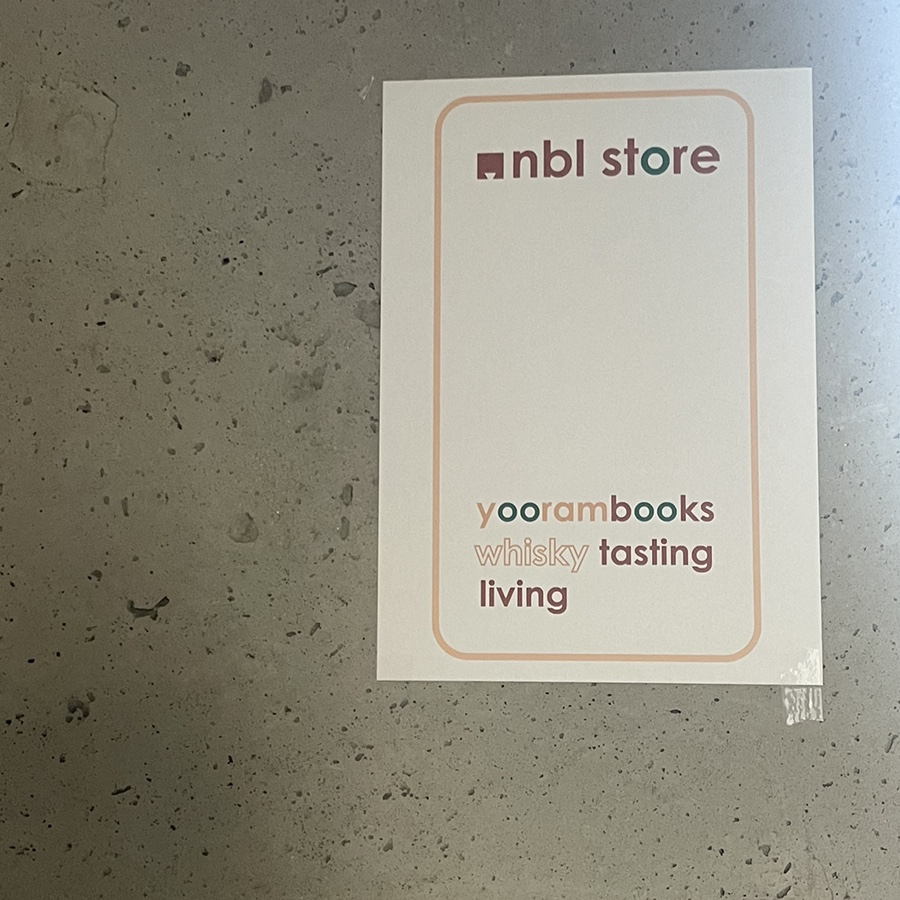 nbl store
yoorambooks
whisky tasting
living